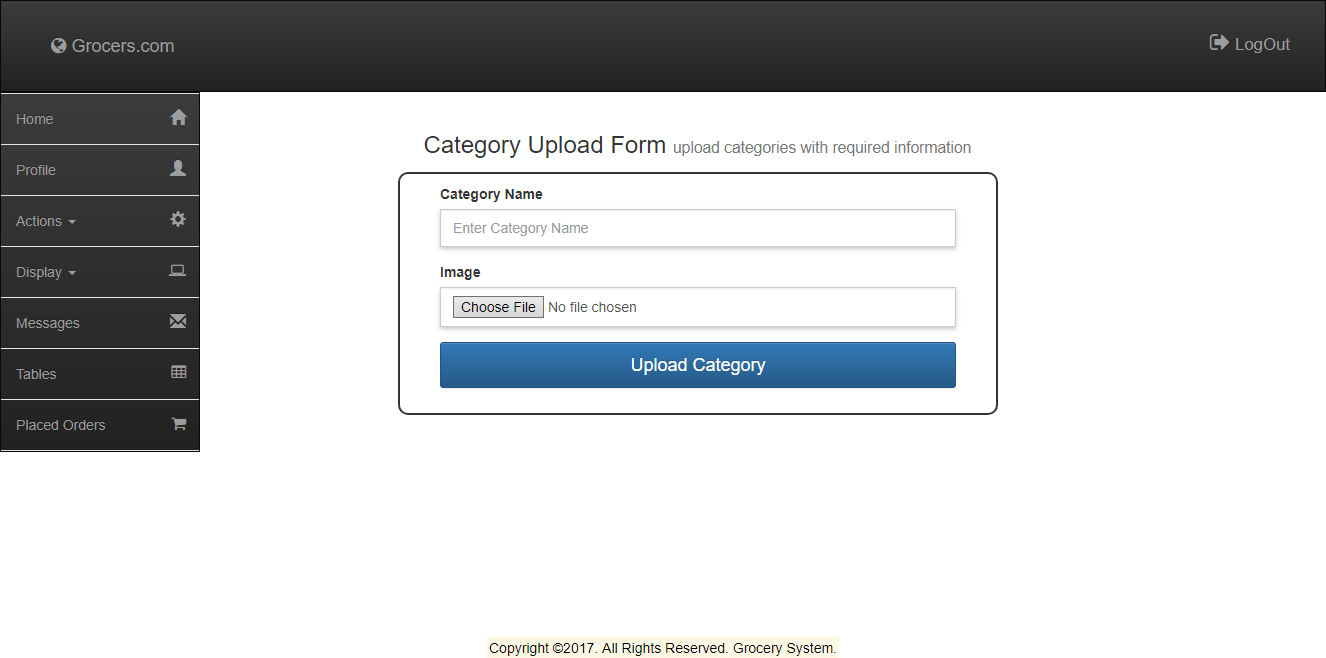 Grocers.com
LogOut
Home
Profile
Actions
Display
Messages
Tables
Placed Orders
Category Upload Form upload categories with required information
Category Name
Enter Category Name
Image
Choose File No file chosen
Upload Category
Copyright ©2017. All Rights Reserved. Grocery System.